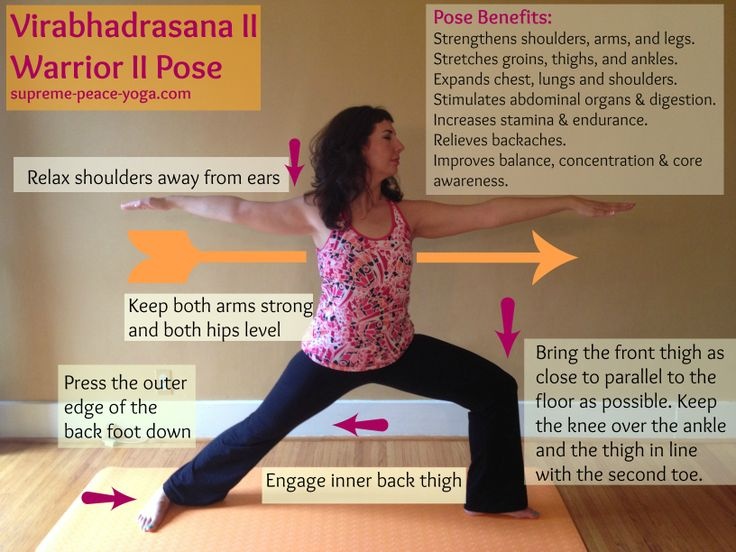 Virabhadrasana II
Warrior II Pose
supreme-peace-yoga.com
Pose Benefits:
Strengthens shoulders, arms, and legs.
Stretches groins, thighs, and ankles.
Expands chest, lungs and shoulders.
Stimulates abdominal organs & digestion.
Increases stamina & endurance.
Relieves backaches.
Improves balance, concentration & core
awareness.
Relax shoulders away from ears
Keep both arms strong
and both hips level
Bring the front thigh as
close to parallel to the
floor as possible. Keep
the knee over the ankle
and the thigh in line
with the second toe.
Press the outer
edge of the
back foot down
Engage inner back thigh